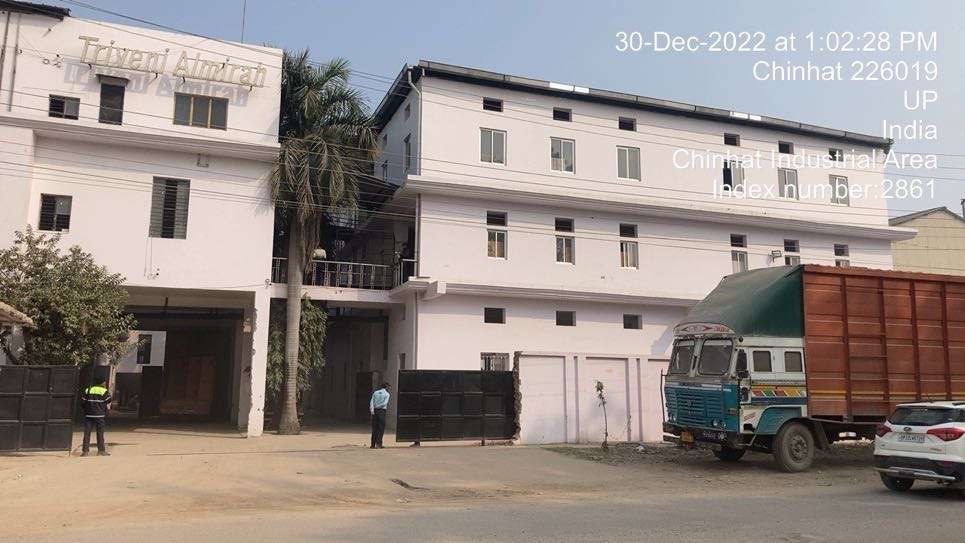 Triveni Almirah
30-Dec-2022 at 1:02:28 PM
Chinhat 226019
UP
India
Chinhat Industrial Area
Index number:2861